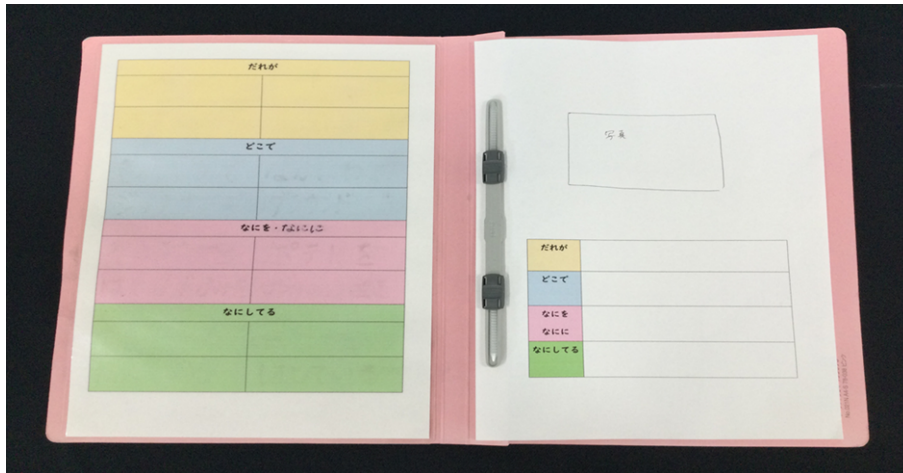 だれが
どこで
なにを・なにに
なにしてる
写真
だれが
どこで
なにを
なにに
なにしてる